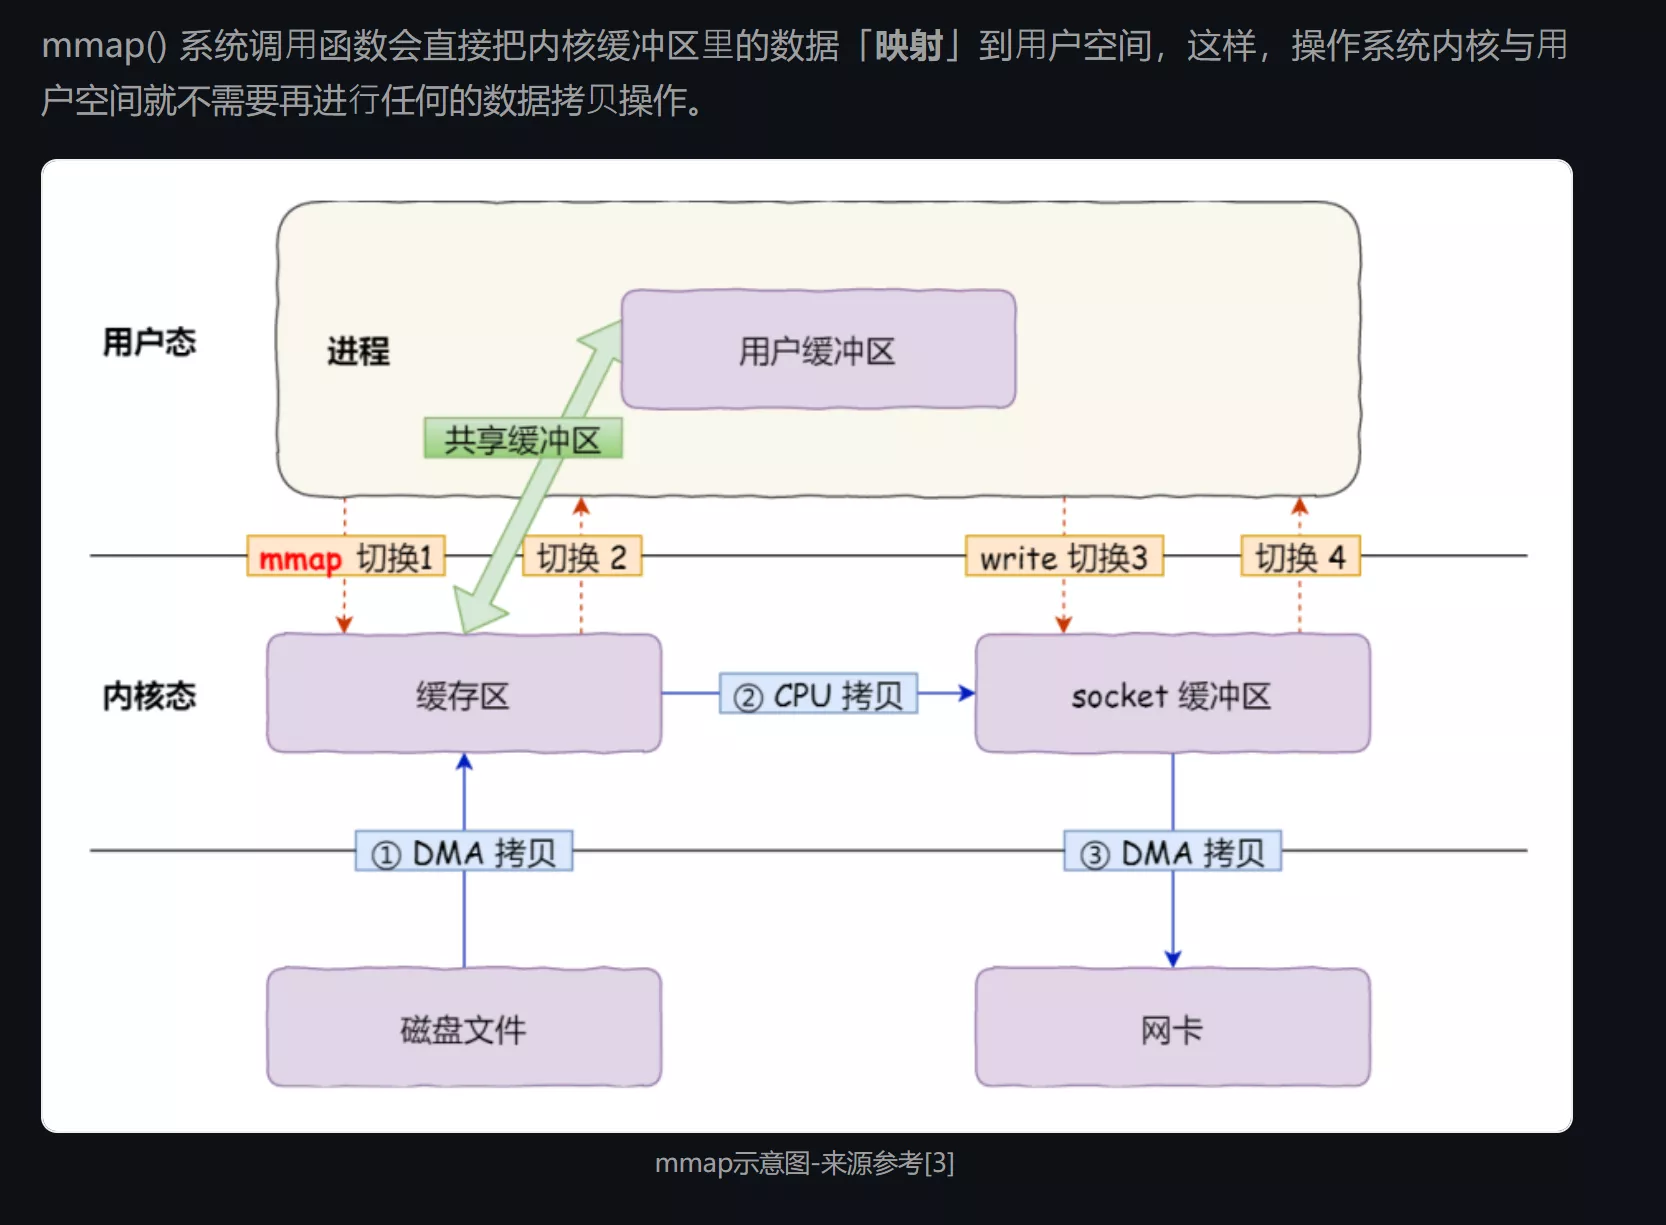 mmap() 系统调用函数会直接把内核缓冲区里的数据「映射」到用户空间，这样，操作系统内核与用
户空间就不需要再进行任何的数据拷贝操作。
用户态
进程
用户缓冲区
共享缓冲区
mmap 切换1
切换 2
write 切换3
切换 4
内核态
缓存区
② CPU 拷贝
socket 缓冲区
① DMA 拷贝
③ DMA 拷贝
磁盘文件
网卡
mmap示意图-来源参考[3]